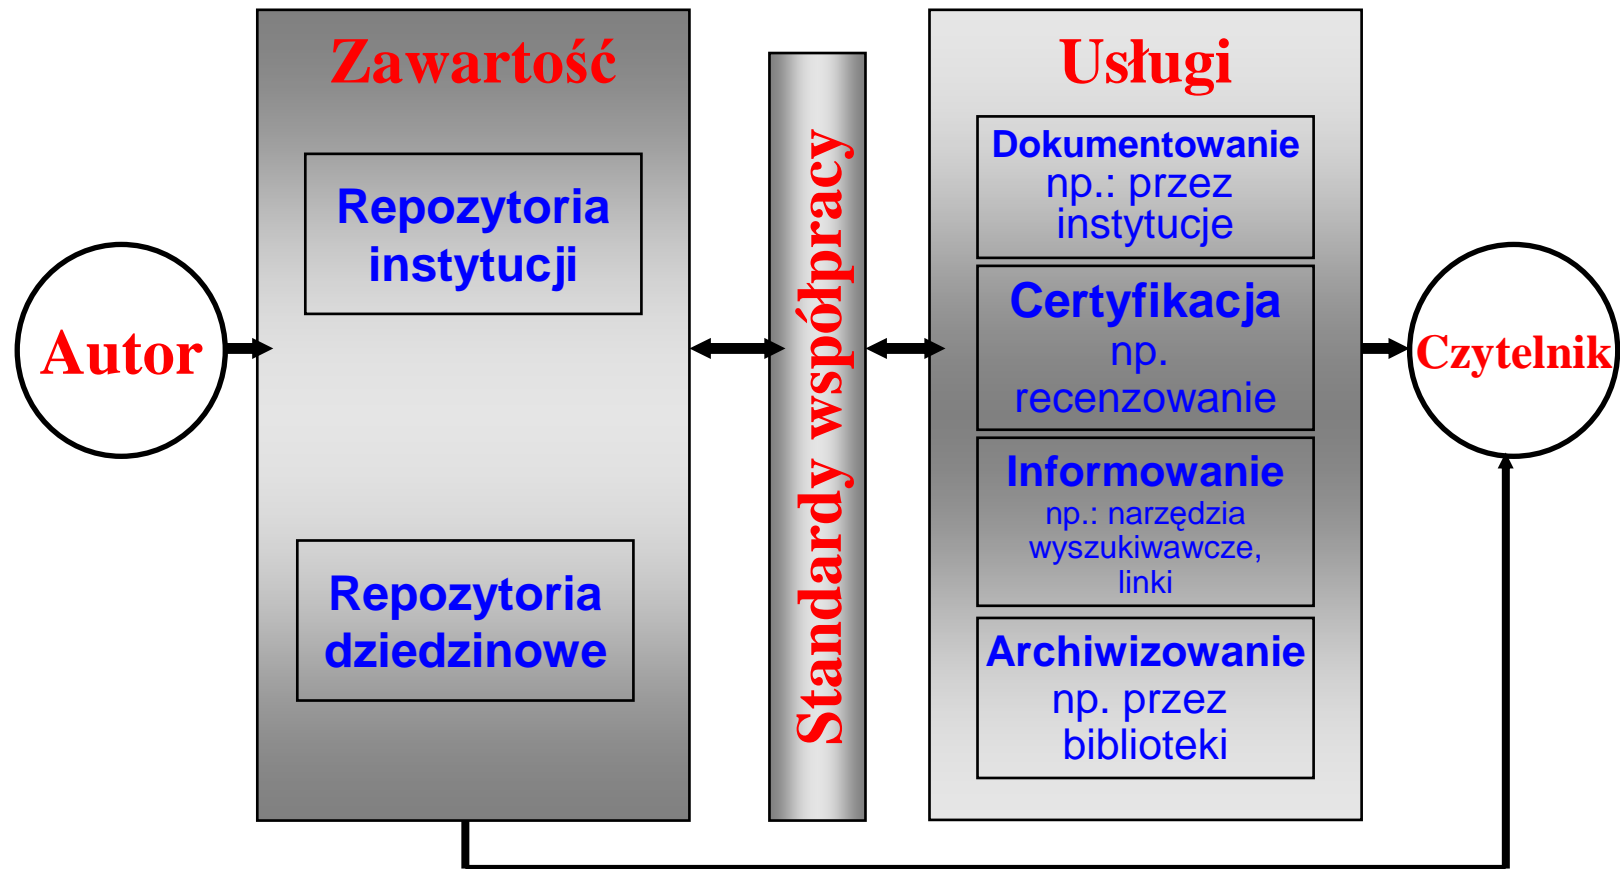 Autor
Zawartość
Repozytoria
instytucji
Repozytoria
dziedzinowe
Standardy współpracy
Usługi
Dokumentowanie
np.: przez
instytucje
Certyfikacja
np.
recenzowanie
Informowanie
np.: narzędzia
wyszukiwawcze,
linki
Archiwizowanie
np. przez
biblioteki
Czytelnik